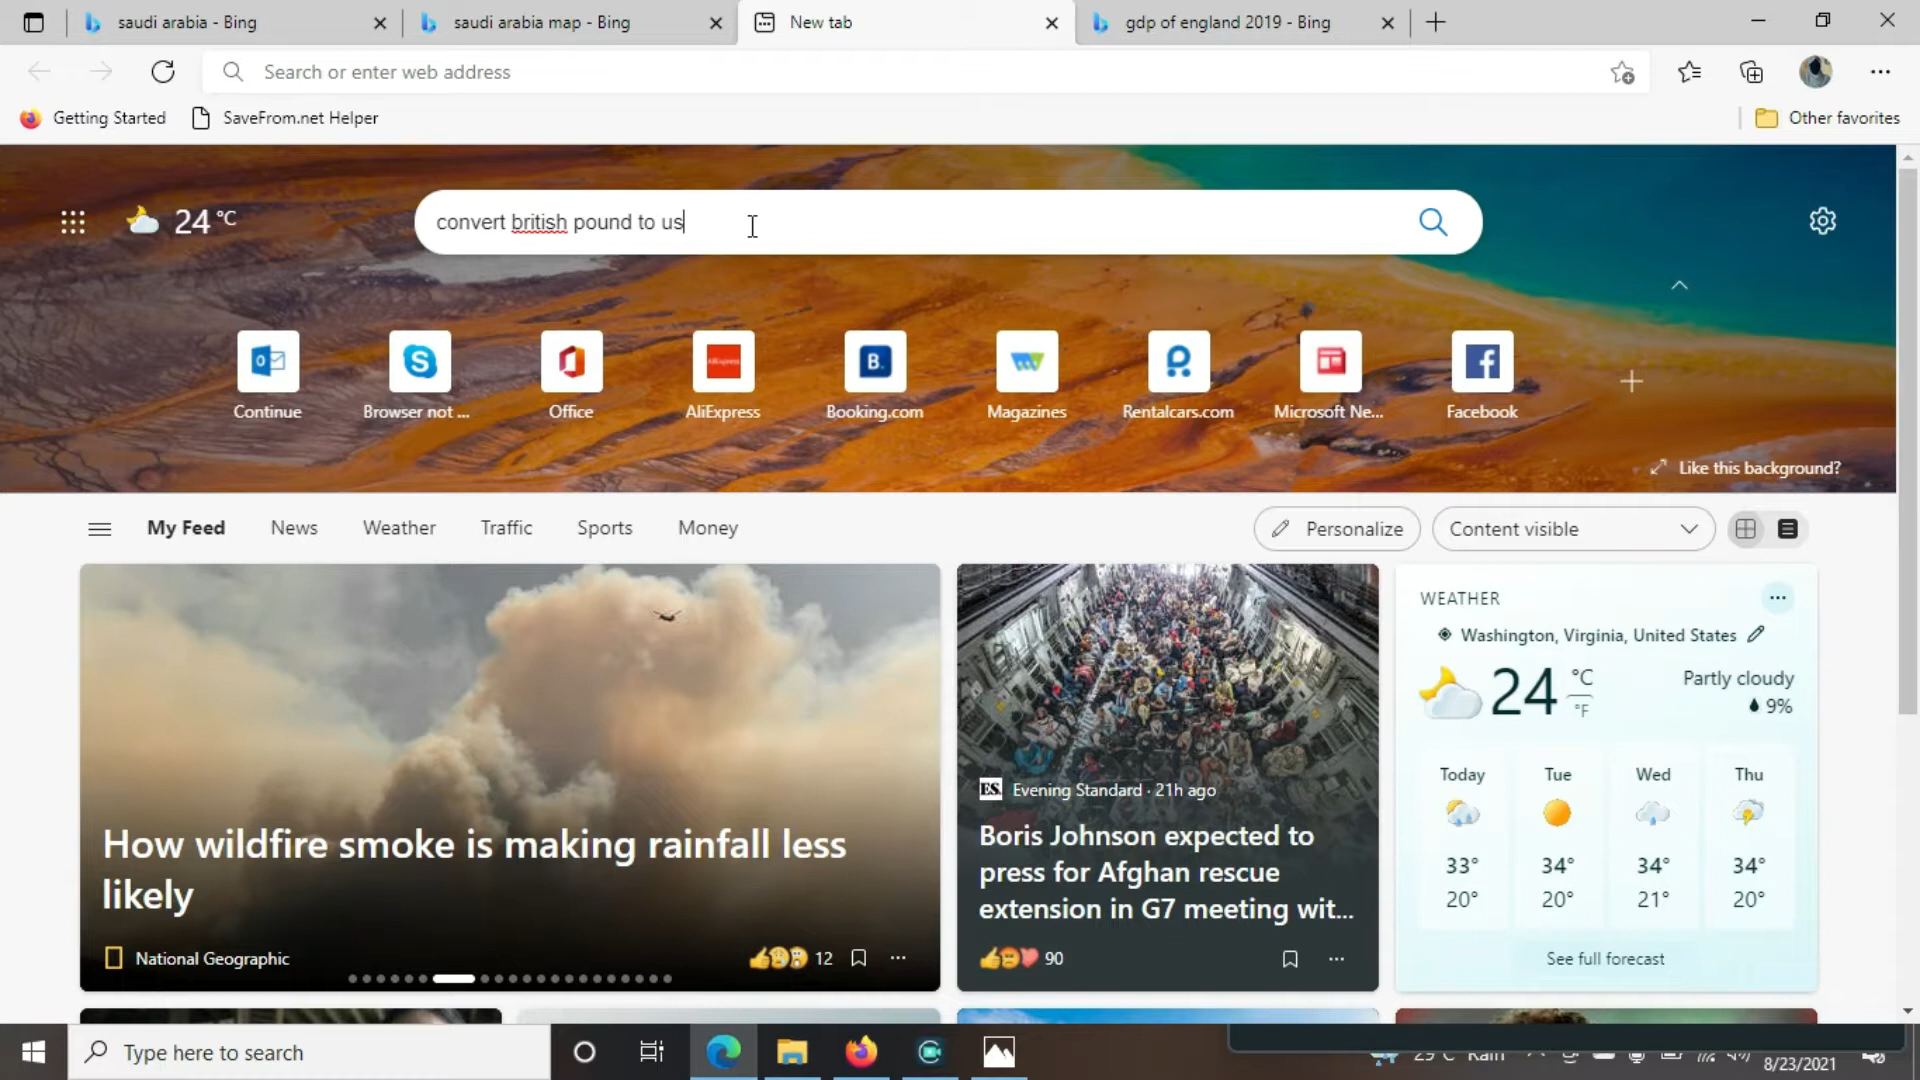 saudi arabia - Bing
saudi arabia map - Bing
New tab
gdp of england 2019 - Bing
Search or enter web address
Getting Started
SaveFrom.net Helper
Other favorites
24 °C
convert british pound to us
Continue
Browser not ...
Office
AliExpress
Booking.com
Magazines
Rentalcars.com
Microsoft Ne...
Facebook
Like this background?
My Feed
News
Weather
Traffic
Sports
Money
Personalize
Content visible
How wildfire smoke is making rainfall less
likely
National Geographic
12
ES Evening Standard · 21h ago
Boris Johnson expected to
press for Afghan rescue
extension in G7 meeting wit...
90
WEATHER
Washington, Virginia, United States
24 °C
°F
Partly cloudy
9%
Today Tue Wed Thu
33° 34° 34° 34°
20° 20° 21° 20°
See full forecast
Type here to search
29°C Rain
8/23/2021